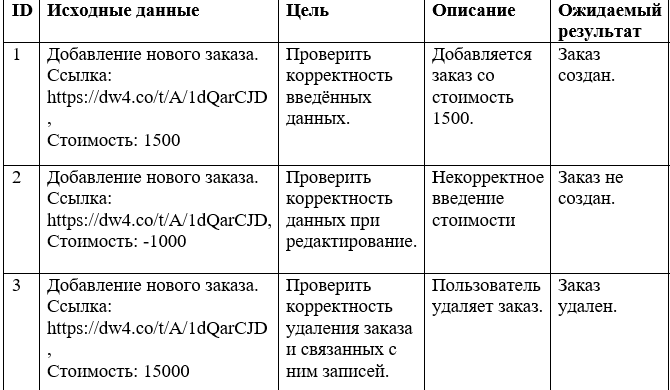 ID Исходные данные Цель Описание Ожидаемый
результат
1 Добавление нового заказа.
Ссылка:
https://dw4.co/t/A/1dQarCJD
,
Стоимость: 1500
Проверить
корректность
введённых
данных.
Добавляется
заказ со
стоимость
1500.
Заказ
создан.
2 Добавление нового заказа.
Ссылка:
https://dw4.co/t/A/1dQarCJD,
Стоимость: -1000
Проверить
корректность
данных при
редактирование.
Некорректное
введение
стоимости
Заказ не
создан.
3 Добавление нового заказа.
Ссылка:
https://dw4.co/t/A/1dQarCJD
,
Стоимость: 15000
Проверить
корректность
удаления заказа
и связанных с
ним записей.
Пользователь
удаляет заказ.
Заказ
удален.